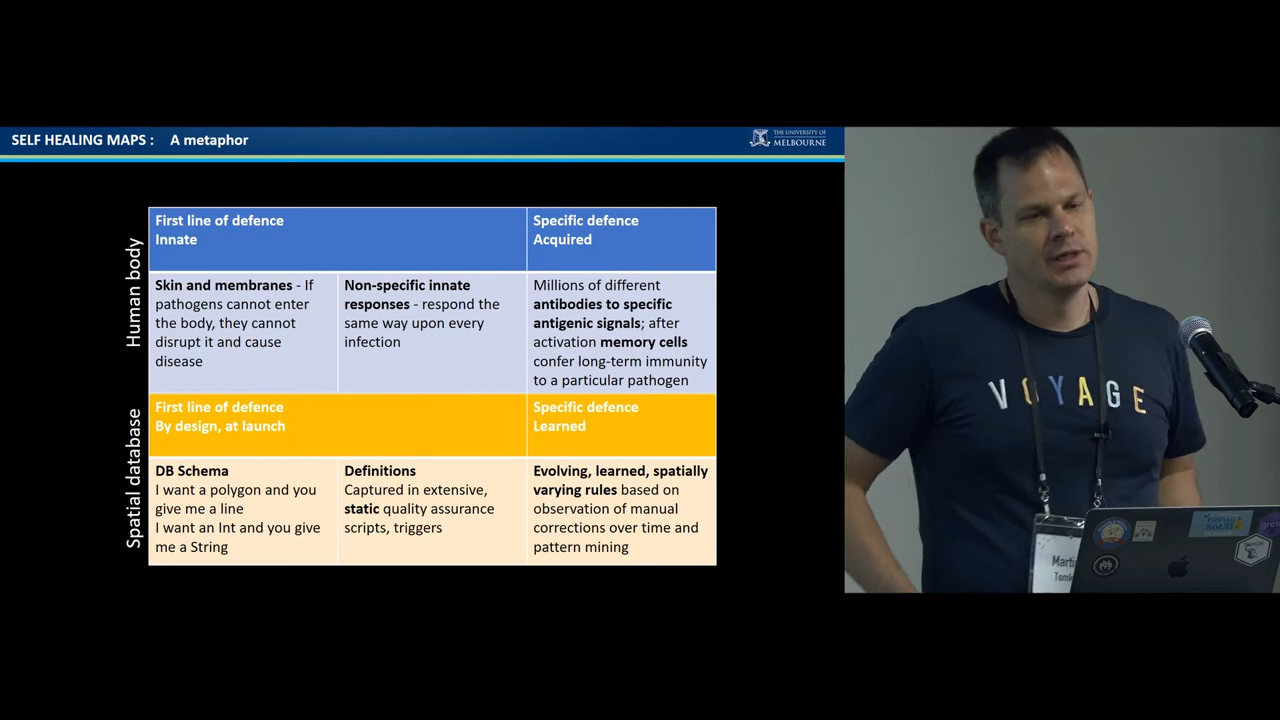 SELF HEALING MAPS : A metaphor
THE UNIVERSITY OF
MELBOURNE
Human body
First line of defence
Innate
Specific defence
Acquired
Skin and membranes - If
pathogens cannot enter
the body, they cannot
disrupt it and cause
disease
Non-specific innate
responses - respond the
same way upon every
infection
Millions of different
antibodies to specific
antigenic signals; after
activation memory cells
confer long-term immunity
to a particular pathogen
Spatial database
First line of defence
By design, at launch
Specific defence
Learned
DB Schema
I want a polygon and you
give me a line
I want an Int and you give
me a String
Definitions
Captured in extensive,
static quality assurance
scripts, triggers
Evolving, learned, spatially
varying rules based on
observation of manual
corrections over time and
pattern mining
VOYAGE